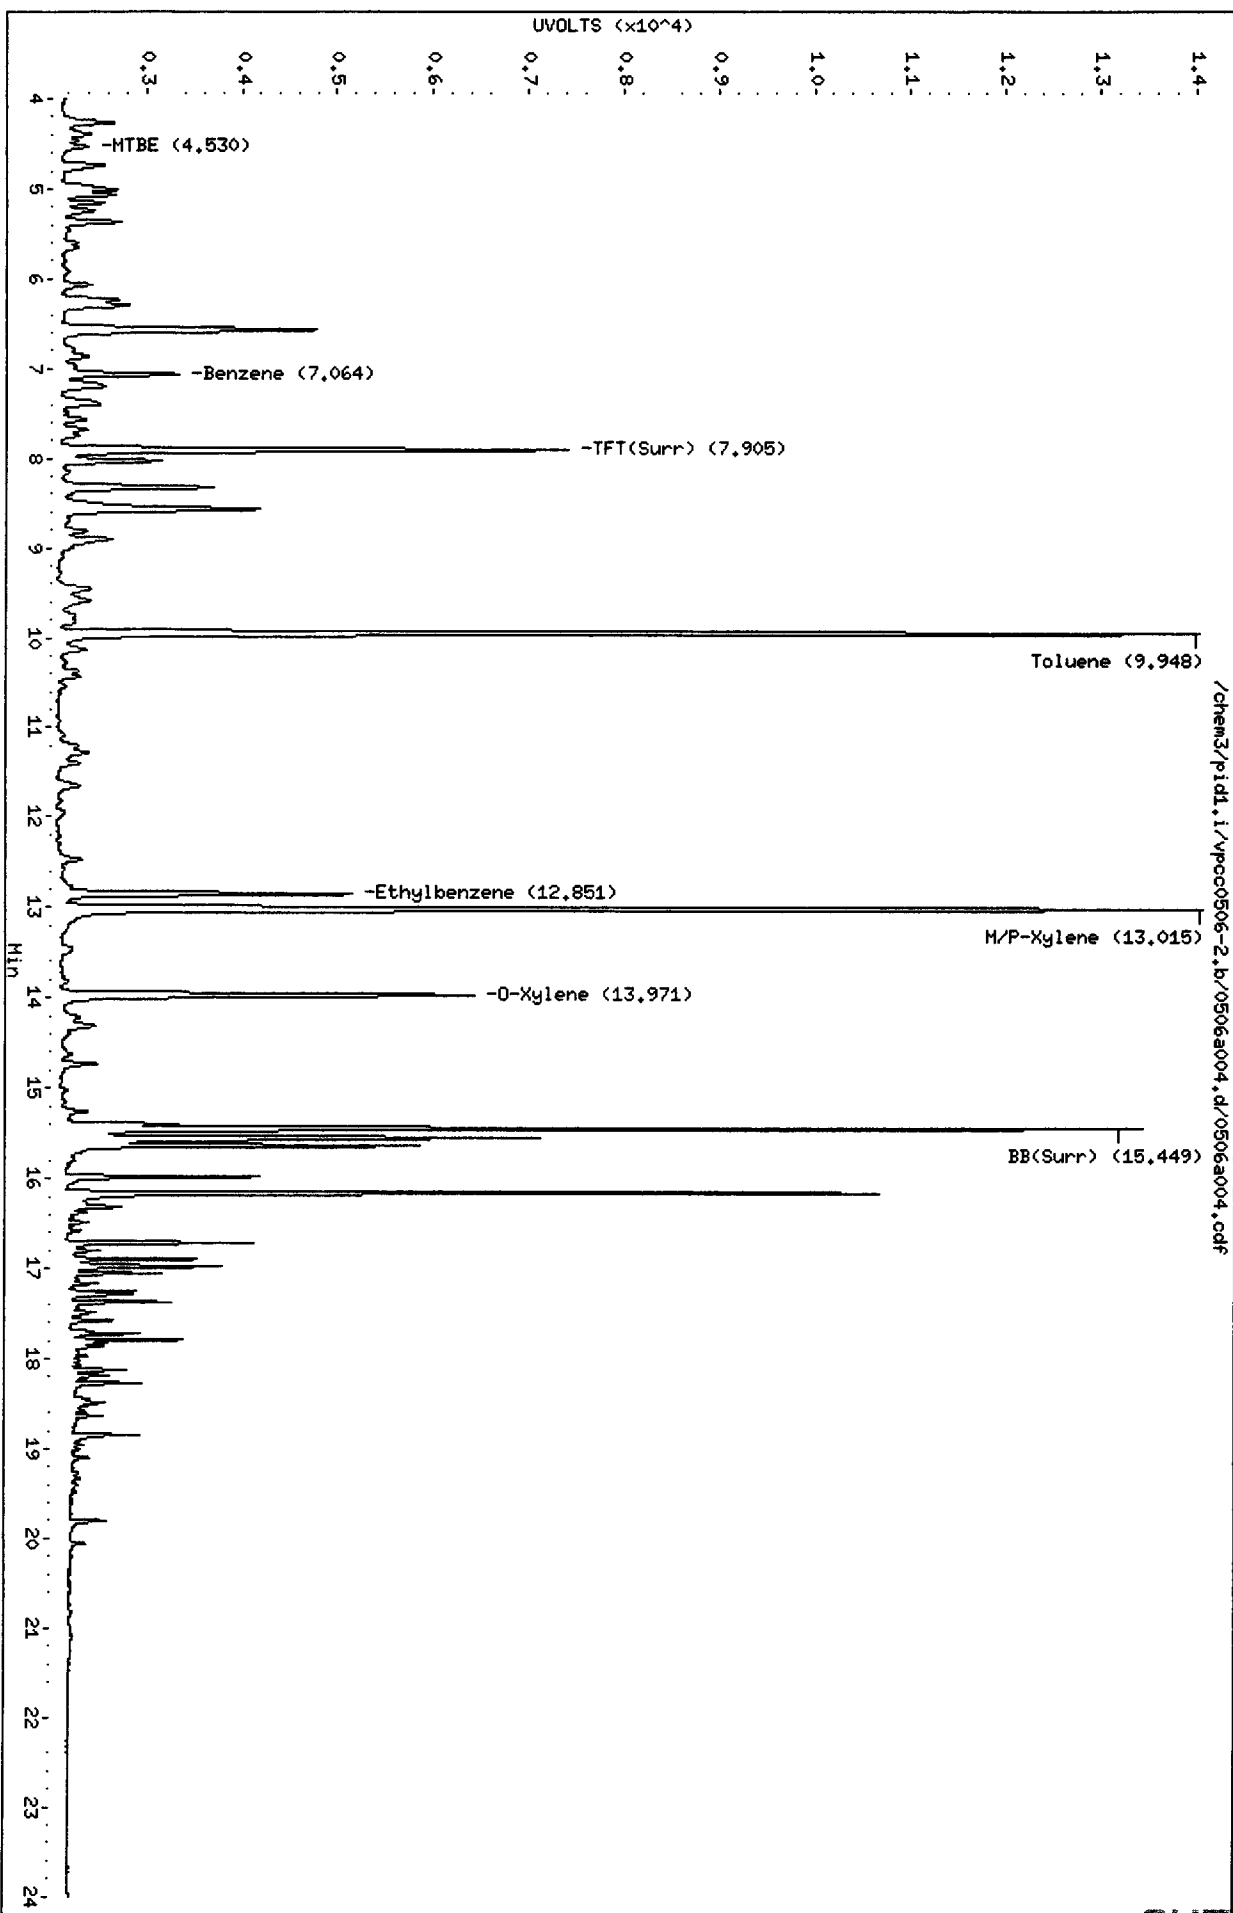 /chem3/pid1.i/vpcc0506-2.b/0506a004.d/0506a004.cdf
UVOLTS (x10^4)
1.4
1.3
1.2
1.1
1.0
0.9
0.8
0.7
0.6
0.5
0.4
0.3
-MTBE (4.530)
-Benzene (7.064)
-TFT(Surr) (7.905)
Toluene (9.948)
-Ethylbenzene (12.851)
M/P-Xylene (13.015)
-O-Xylene (13.971)
BB(Surr) (15.449)
4 5 6 7 8 9 10 11 12 13 14 15 16 17 18 19 20 21 22 23 24
Min